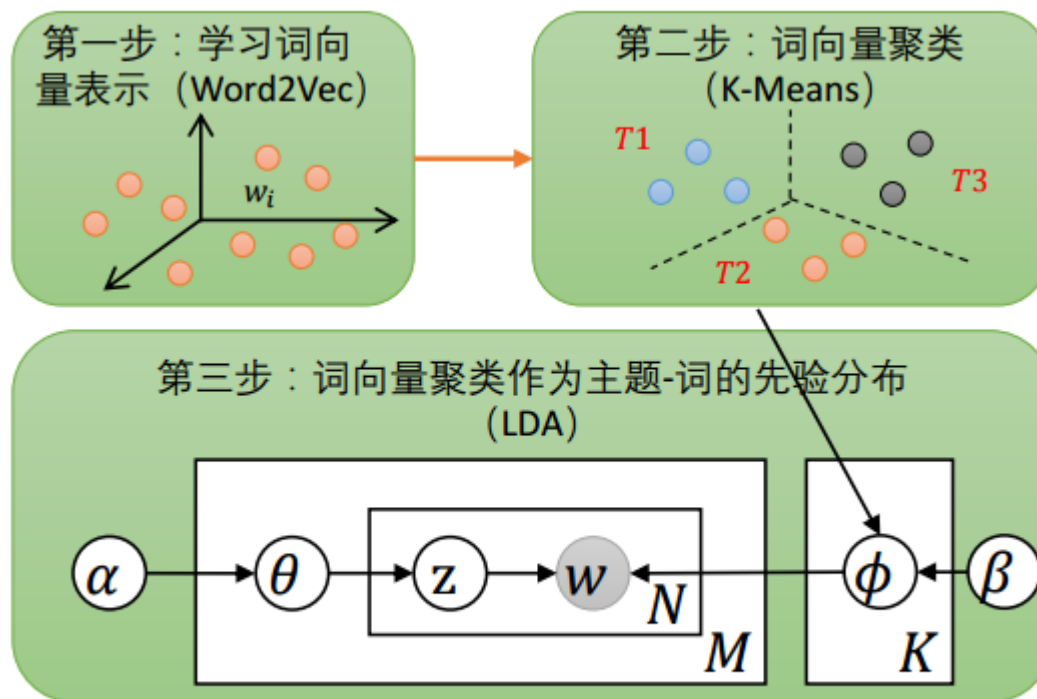 第一步：学习词向
量表示（Word2Vec）
w_i
第二步：词向量聚类
（K-Means）
T1
T3
T2
第三步：词向量聚类作为主题-词的先验分布
（LDA）
α θ z w N M ϕ K β